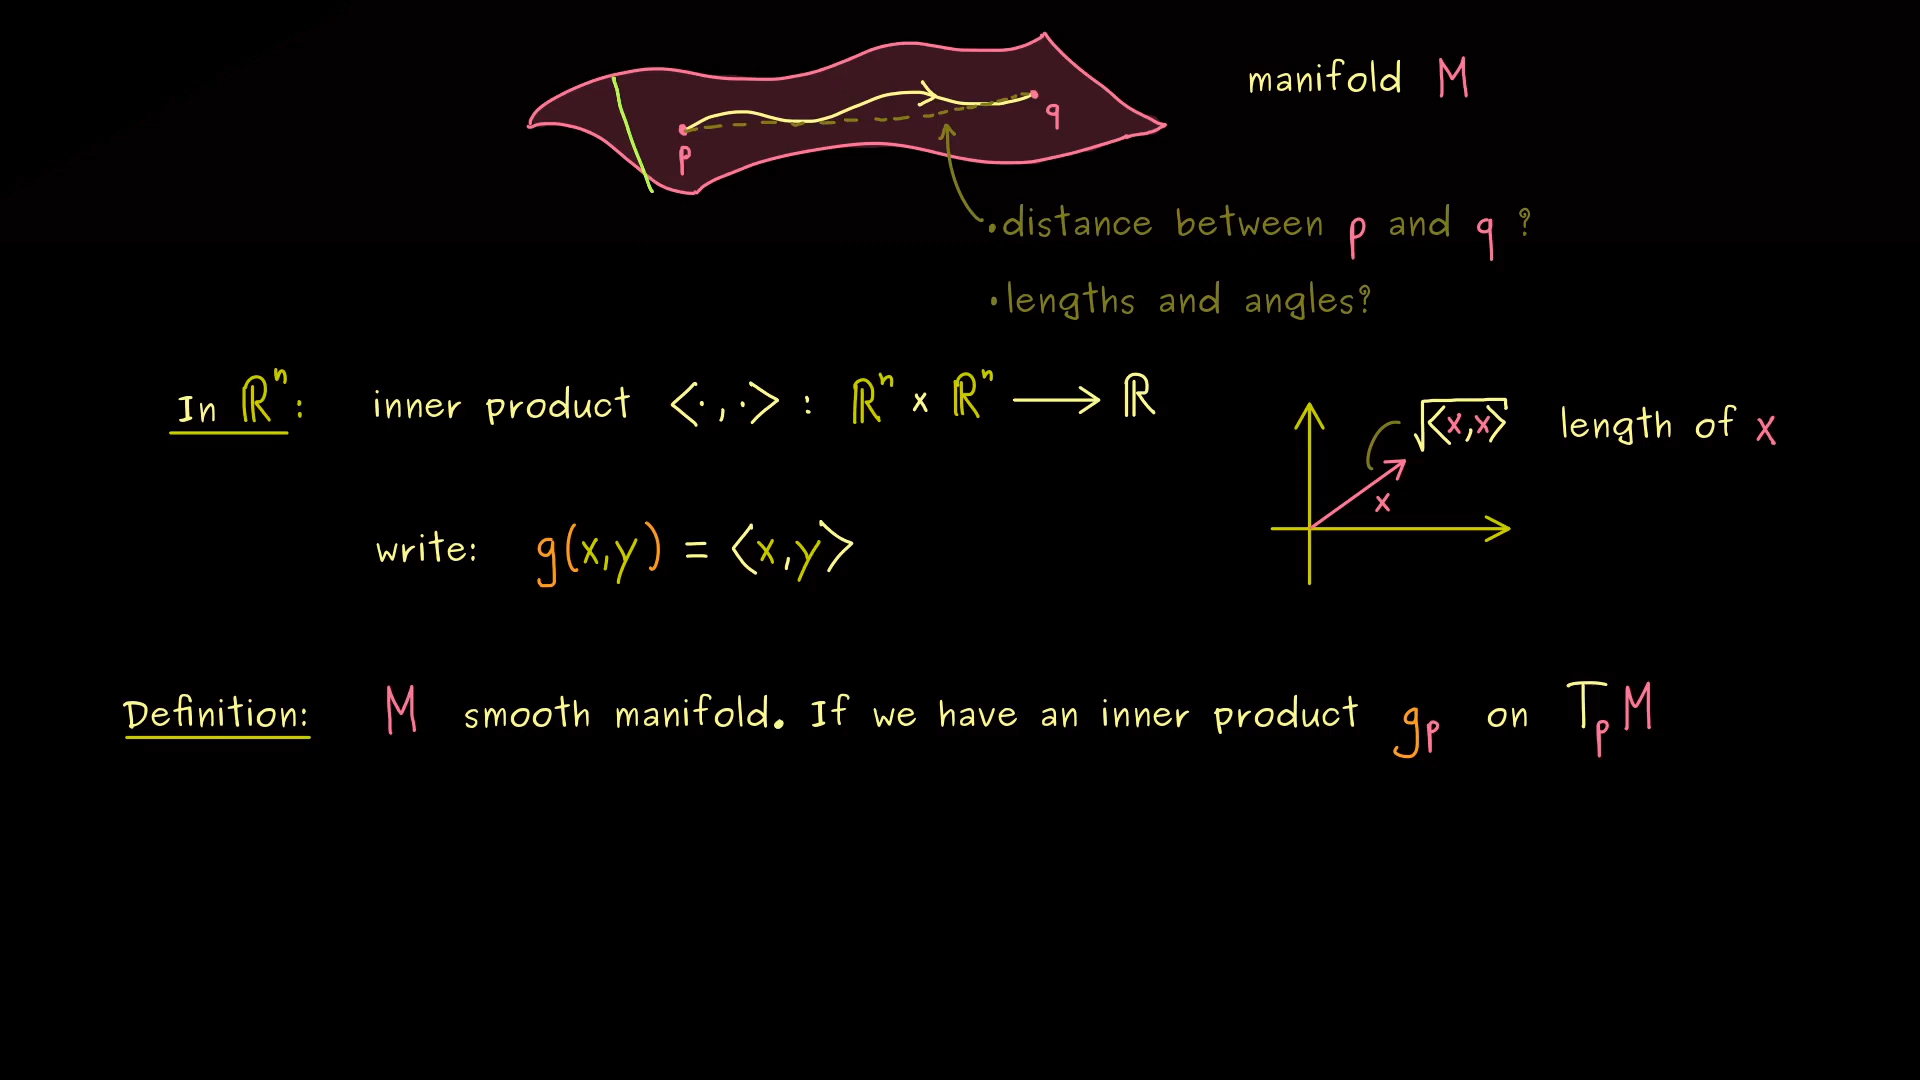 manifold M
p
q
• distance between p and q ?
• lengths and angles?
In ℝⁿ: inner product <·,·> : ℝⁿ × ℝⁿ ⟶ ℝ
√<x,x> length of x
x
write: g(x,y) = <x,y>
Definition: M smooth manifold. If we have an inner product gₚ on TₚM